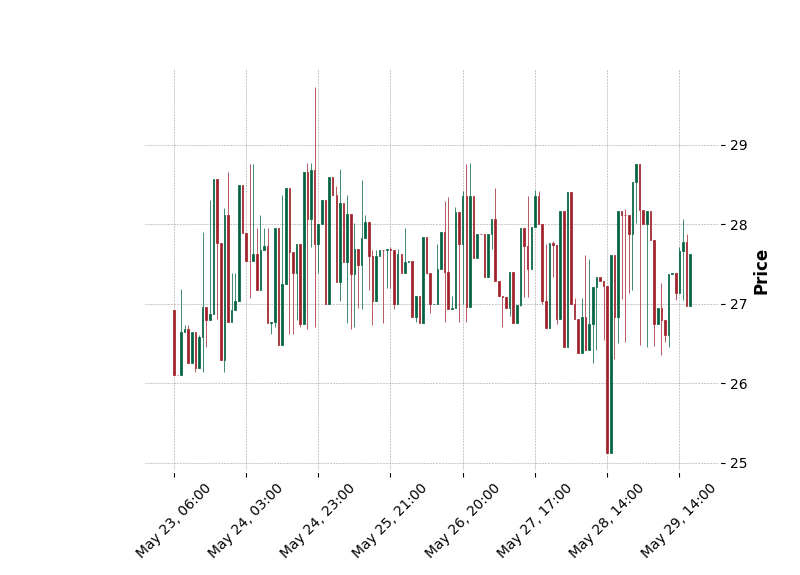 29
28
27
26
25
Price
May 23, 06:00
May 24, 03:00
May 24, 23:00
May 25, 21:00
May 26, 20:00
May 27, 17:00
May 28, 14:00
May 29, 14:00